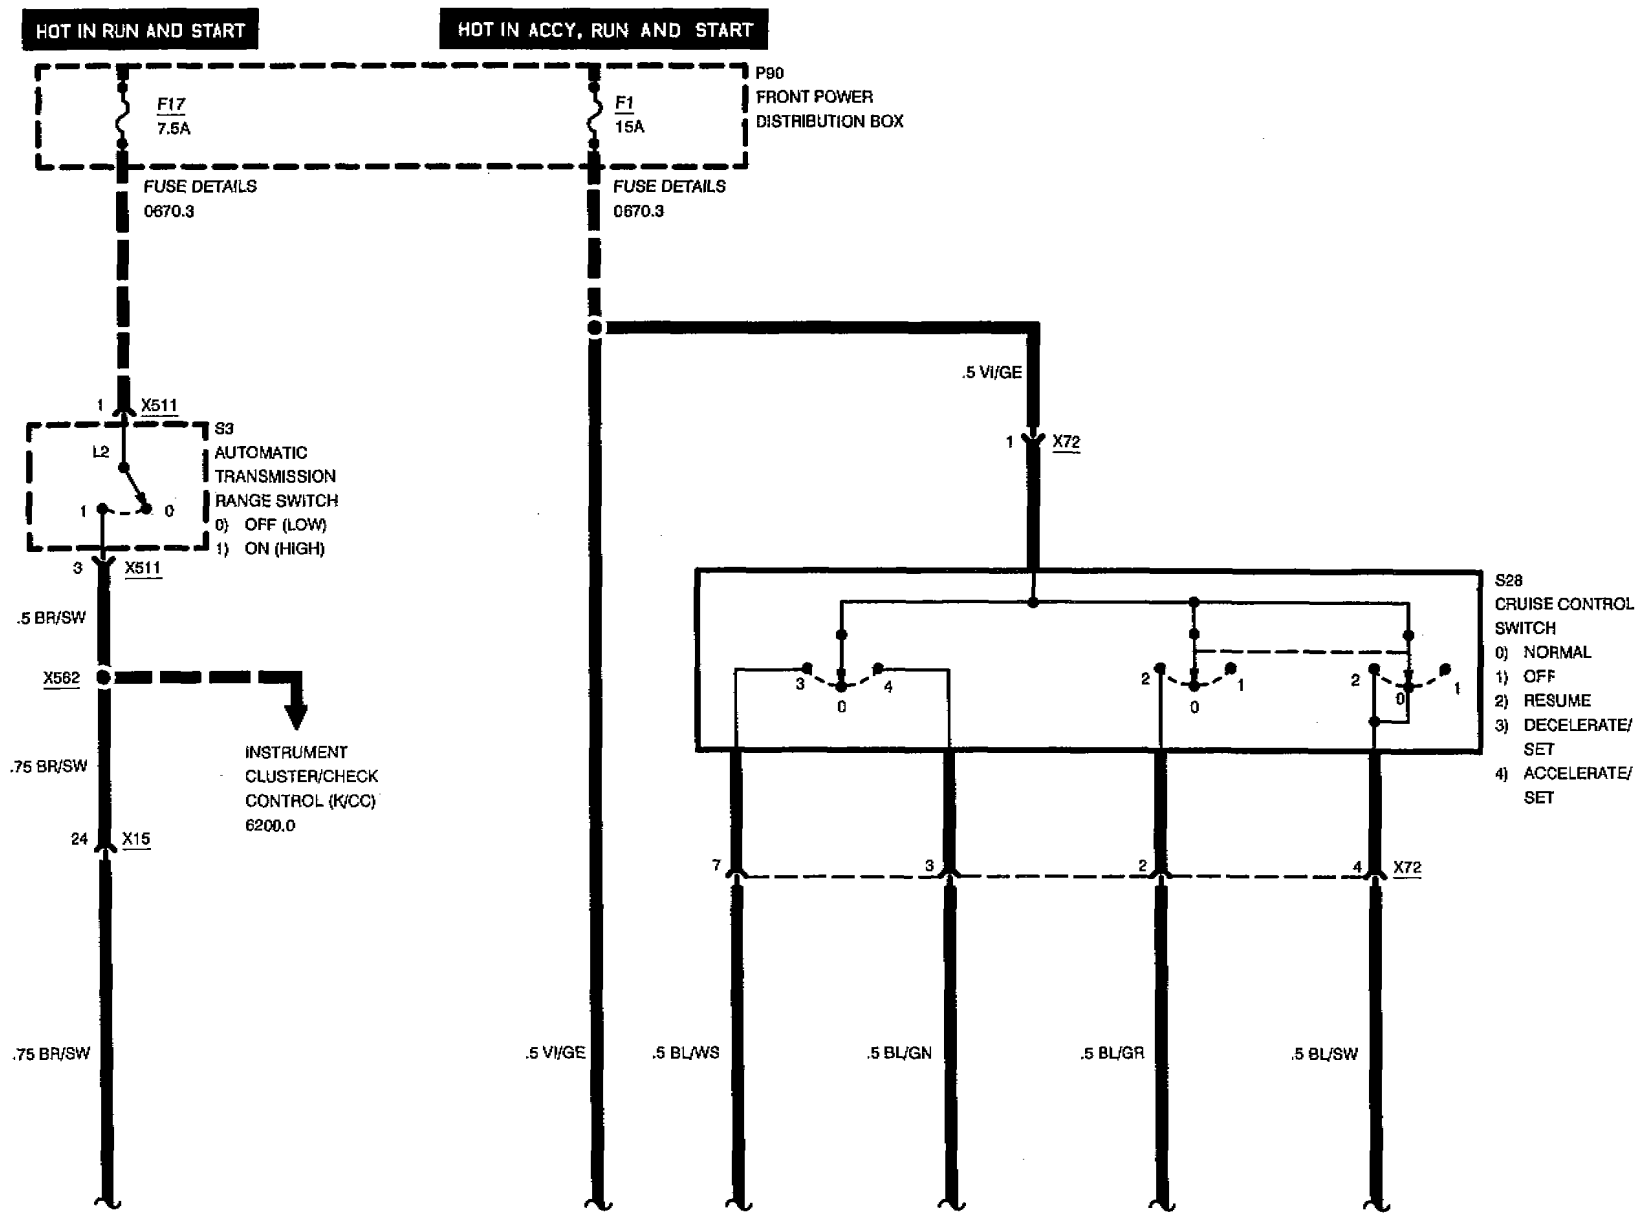 HOT IN RUN AND START
HOT IN ACCY, RUN AND START
F17
7.5A
F1
15A
P90
FRONT POWER
DISTRIBUTION BOX
FUSE DETAILS
0670.3
FUSE DETAILS
0670.3
.5 VI/GE
1 X511
1 X72
L2
1 0
S3
AUTOMATIC
TRANSMISSION
RANGE SWITCH
0) OFF (LOW)
1) ON (HIGH)
3 X511
.5 BR/SW
X562
INSTRUMENT
CLUSTER/CHECK
CONTROL (K/CC)
6200.0
.75 BR/SW
24 X15
3 0 4
2 0 1
2 0 1
S28
CRUISE CONTROL
SWITCH
0) NORMAL
1) OFF
2) RESUME
3) DECELERATE/
SET
4) ACCELERATE/
SET
7 3 2 4 X72
.75 BR/SW
.5 VI/GE
.5 BL/WS
.5 BL/GN
.5 BL/GR
.5 BL/SW